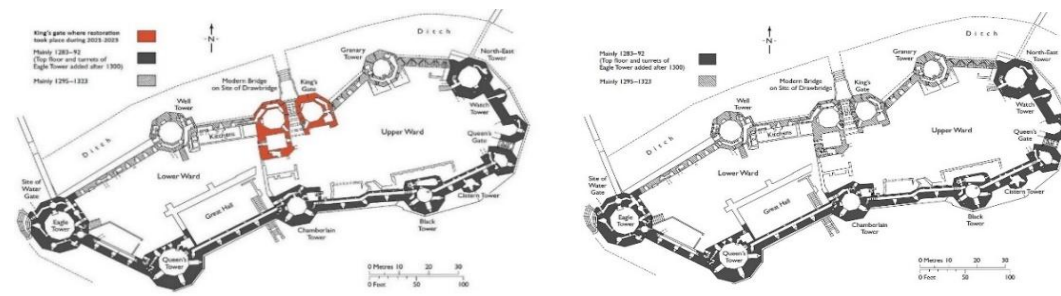 King's gate where restoration
took place during 2023-2025
Mainly 1283–92
(Top floor and turrets of
Eagle Tower added after 1300)
Mainly 1295–1323
-N-
Ditch
Granary
Tower
North-East
Tower
Modern Bridge
on Site of Drawbridge
King's
Gate
Well
Tower
Kitchens
Watch
Tower
Upper Ward
Queen's
Gate
Ditch
Lower Ward
Site of
Water
Gate
Great Hall
Cistern Tower
Eagle
Tower
Chamberlain
Tower
Black
Tower
Queen's
Tower
0 Metres 10 20 30
0 Feet 50 100
Mainly 1283–92
(Top floor and turrets of
Eagle Tower added after 1300)
Mainly 1295–1323
-N-
Ditch
Granary
Tower
North-East
Tower
Modern Bridge
on Site of Drawbridge
King's
Gate
Well
Tower
Kitchens
Watch
Tower
Upper Ward
Queen's
Gate
Ditch
Lower Ward
Site of
Water
Gate
Great Hall
Cistern Tower
Eagle
Tower
Chamberlain
Tower
Black
Tower
Queen's
Tower
0 Metres 10 20 30
0 Feet 50 100